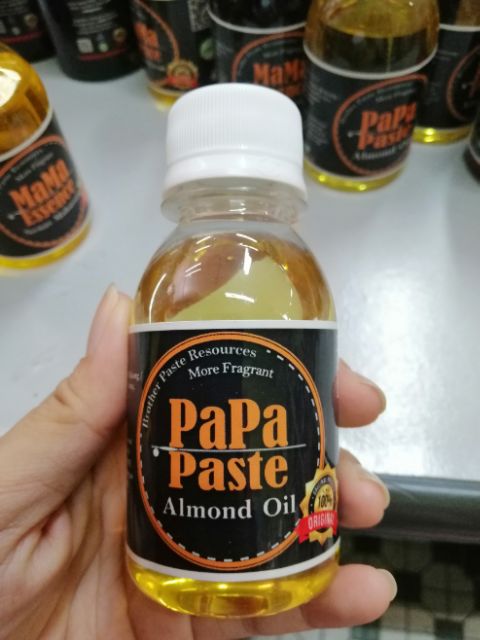 Brother Paste Resources
More Fragrant
PaPa
Paste
Almond Oil
100%
ORIGINAL
MaMa
Essence
MaMa
PaPa
Paste
Almond Oil